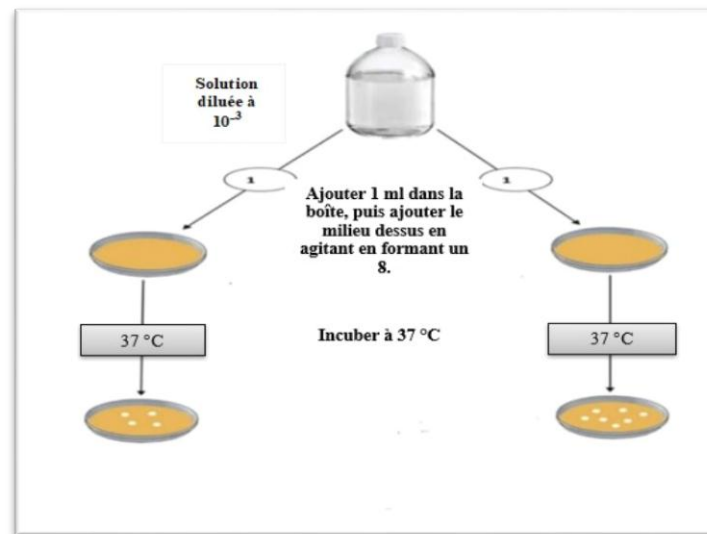 Solution
diluée à
10⁻³
1
1
Ajouter 1 ml dans la
boîte, puis ajouter le
milieu dessus en
agitant en formant un
8.
37 °C
Incuber à 37 °C
37 °C